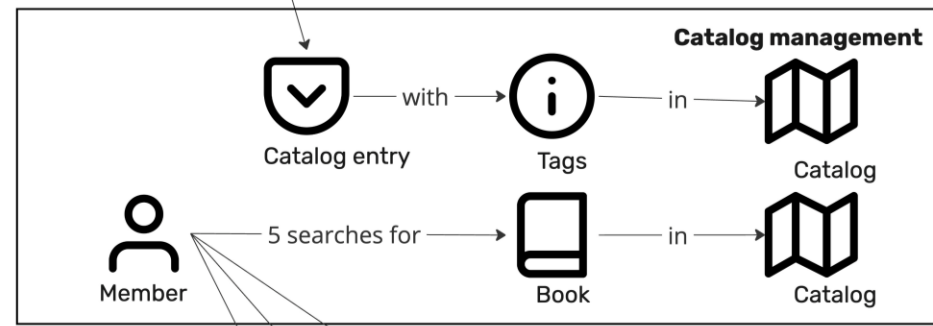 Catalog management
with
in
Catalog entry
Tags
Catalog
5 searches for
in
Member
Book
Catalog